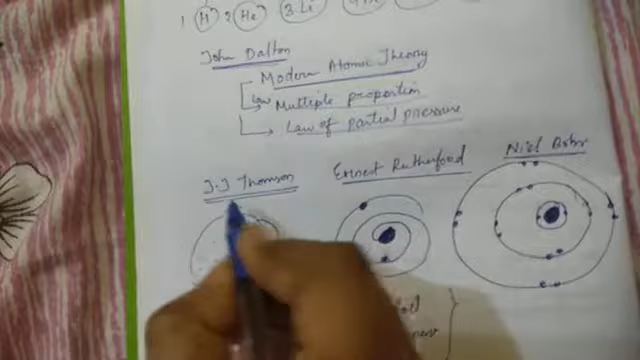 1 H 2 He 3. Li
John Dalton
Modern Atomic Theory
Law Multiple proportion
Law of partial pressure
J.J Thomson
Ernest Rutherfoad
Niel Bohr